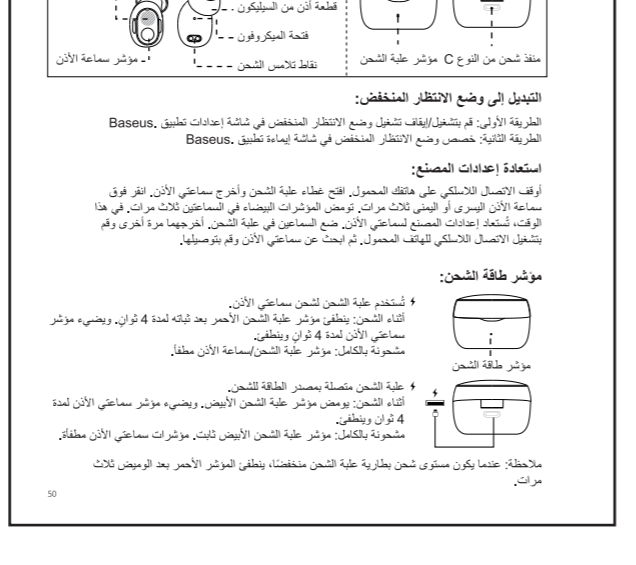 قطعة أذن من السيليكون
فتحة الميكروفون
نقاط تلامس الشحن
مؤشر سماعة الأذن
منفذ شحن من النوع C
مؤشر علبة الشحن
التبديل إلى وضع الانتظار المنخفض:
الطريقة الأولى: قم بتشغيل/إيقاف تشغيل وضع الانتظار المنخفض في شاشة إعدادات تطبيق Baseus.
الطريقة الثانية: خصص وضع الانتظار المنخفض في شاشة إيماءة تطبيق Baseus.
استعادة إعدادات المصنع:
أوقف الاتصال اللاسلكي على هاتفك المحمول. افتح غطاء علبة الشحن وأخرج سماعتي الأذن. انقر فوق
سماعة الأذن اليسرى أو اليمنى ثلاث مرات. تومض المؤشرات البيضاء في السماعتين ثلاث مرات. في هذا
الوقت، تُستعاد إعدادات المصنع لسماعتي الأذن. ضع السماعين في علبة الشحن. أخرجهما مرة أخرى وقم
بتشغيل الاتصال اللاسلكي للهاتف المحمول. ثم ابحث عن سماعتي الأذن وقم بتوصيلها.
مؤشر طاقة الشحن:
تُستخدم علبة الشحن لشحن سماعتي الأذن.
أثناء الشحن: ينطفئ مؤشر علبة الشحن الأحمر بعد ثباته لمدة 4 ثوانٍ. ويضيء مؤشر
سماعتي الأذن لمدة 4 ثوانٍ وينطفئ.
مشحونة بالكامل: مؤشر علبة الشحن/سماعة الأذن مطفأ.
مؤشر طاقة الشحن
علبة الشحن متصلة بمصدر الطاقة للشحن.
أثناء الشحن: يومض مؤشر علبة الشحن الأبيض. ويضيء مؤشر سماعتي الأذن لمدة
4 ثوان وينطفئ.
مشحونة بالكامل: مؤشر علبة الشحن الأبيض ثابت. مؤشرات سماعتي الأذن مطفأة.
ملاحظة: عندما يكون مستوى شحن بطارية علبة الشحن منخفضًا، ينطفئ المؤشر الأحمر بعد الوميض ثلاث
مرات.
50